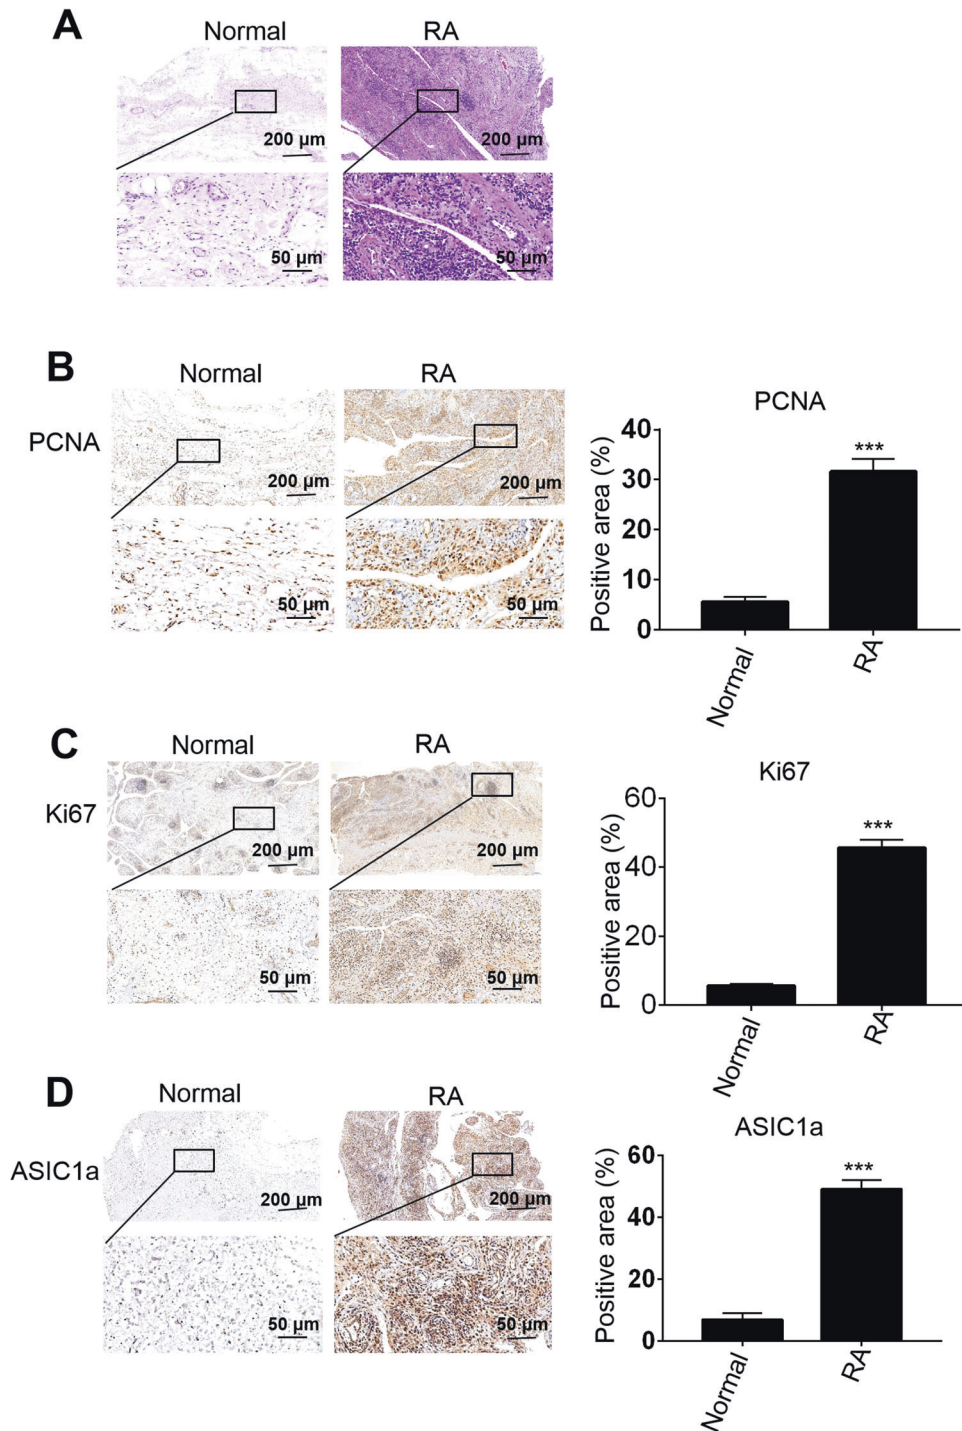 A
Normal RA
200 µm 200 µm
50 µm 50 µm
B
Normal RA
PCNA
200 µm 200 µm
50 µm 50 µm
PCNA
Positive area (%)
40
30
20
10
0
***
Normal RA
C
Normal RA
Ki67
200 µm 200 µm
50 µm 50 µm
Ki67
Positive area (%)
60
40
20
0
***
Normal RA
D
Normal RA
ASIC1a
200 µm 200 µm
50 µm 50 µm
ASIC1a
Positive area (%)
60
40
20
0
***
Normal RA